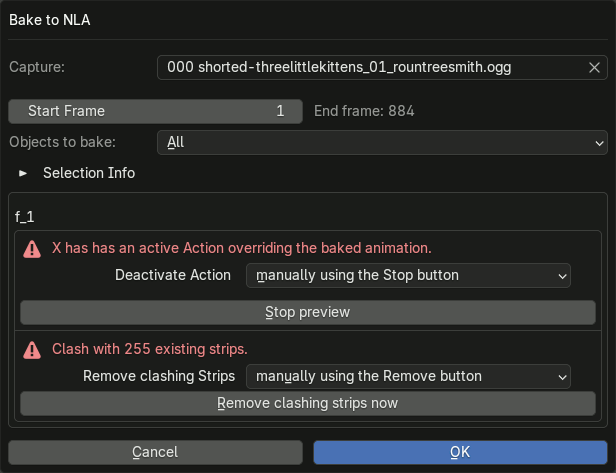 Bake to NLA
Capture: 000 shorted-threelittlekittens_01_rountreesmith.ogg
Start Frame 1 End frame: 884
Objects to bake: All
Selection Info
f_1
X has has an active Action overriding the baked animation.
Deactivate Action manually using the Stop button
Stop preview
Clash with 255 existing strips.
Remove clashing Strips manually using the Remove button
Remove clashing strips now
Cancel OK